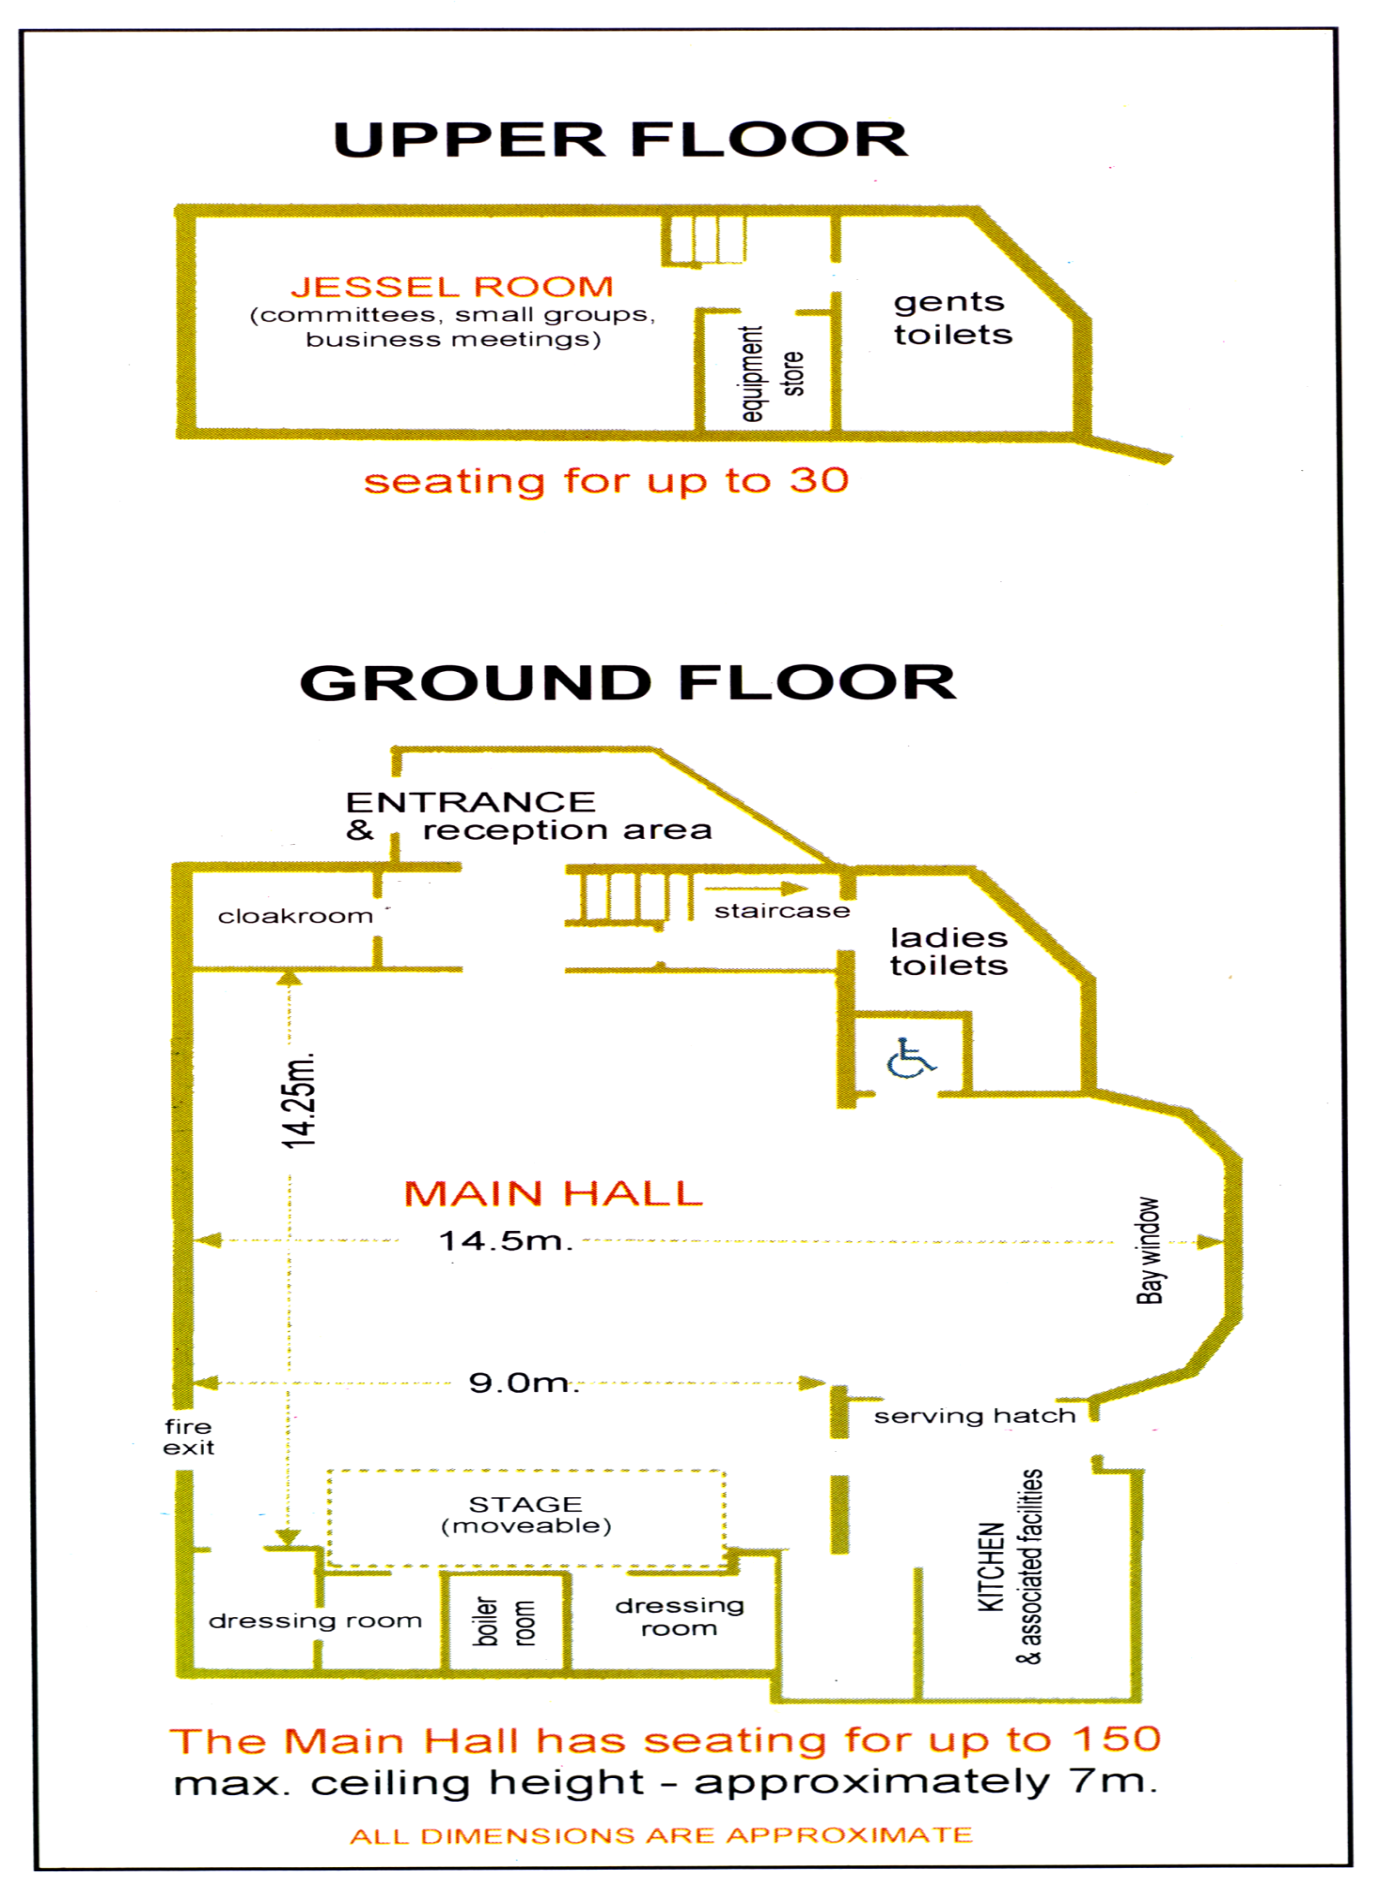 UPPER FLOOR
JESSEL ROOM
(committees, small groups,
business meetings)
equipment
store
gents
toilets
seating for up to 30
GROUND FLOOR
ENTRANCE
& reception area
cloakroom
staircase
ladies
toilets
14.25m.
MAIN HALL
14.5m.
Bay window
9.0m.
fire
exit
serving hatch
STAGE
(moveable)
KITCHEN
& associated facilities
dressing room
boiler
room
dressing
room
The Main Hall has seating for up to 150
max. ceiling height - approximately 7m.
ALL DIMENSIONS ARE APPROXIMATE